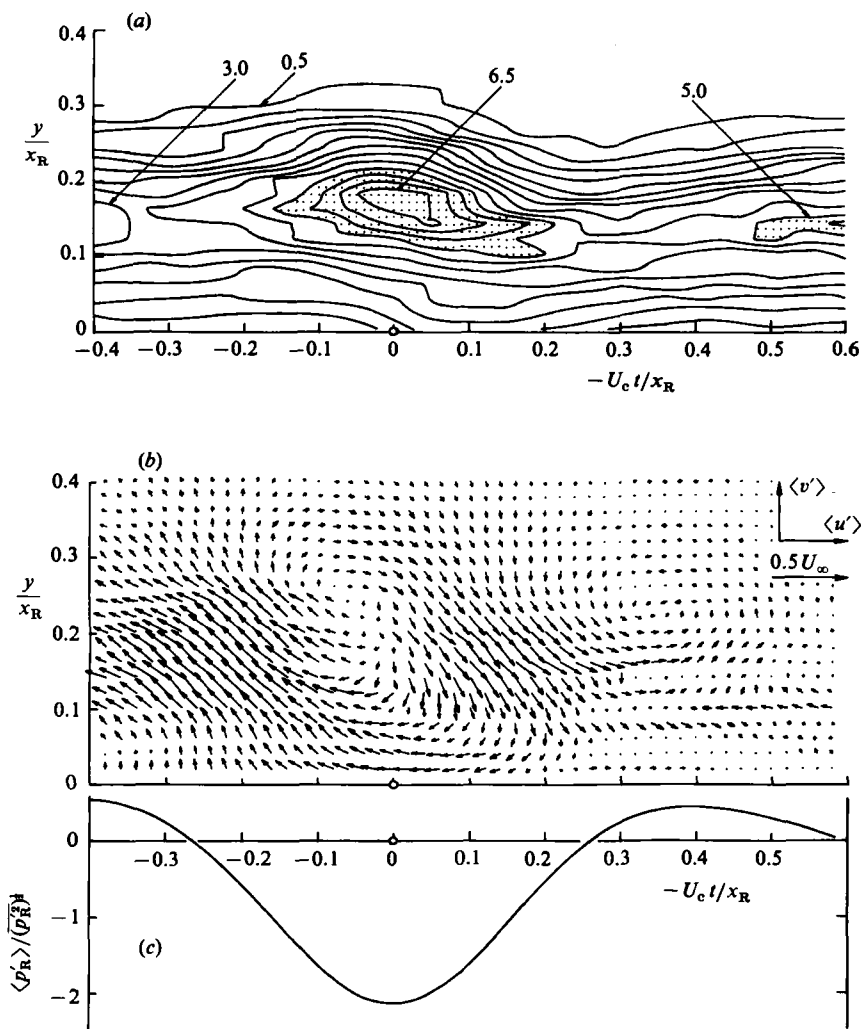 (a)
0.4
0.3
y/x_R
0.2
0.1
0
3.0
0.5
6.5
5.0
−0.4 −0.3 −0.2 −0.1 0 0.1 0.2 0.3 0.4 0.5 0.6
−U_c t/x_R
(b)
0.4
0.3
y/x_R
0.2
0.1
0
⟨v′⟩
⟨u′⟩
0.5 U_∞
0
−1
−2
−0.3 −0.2 −0.1 0 0.1 0.2 0.3 0.4 0.5
−U_c t/x_R
⟨p′_R⟩/(p′²_R)^½
(c)